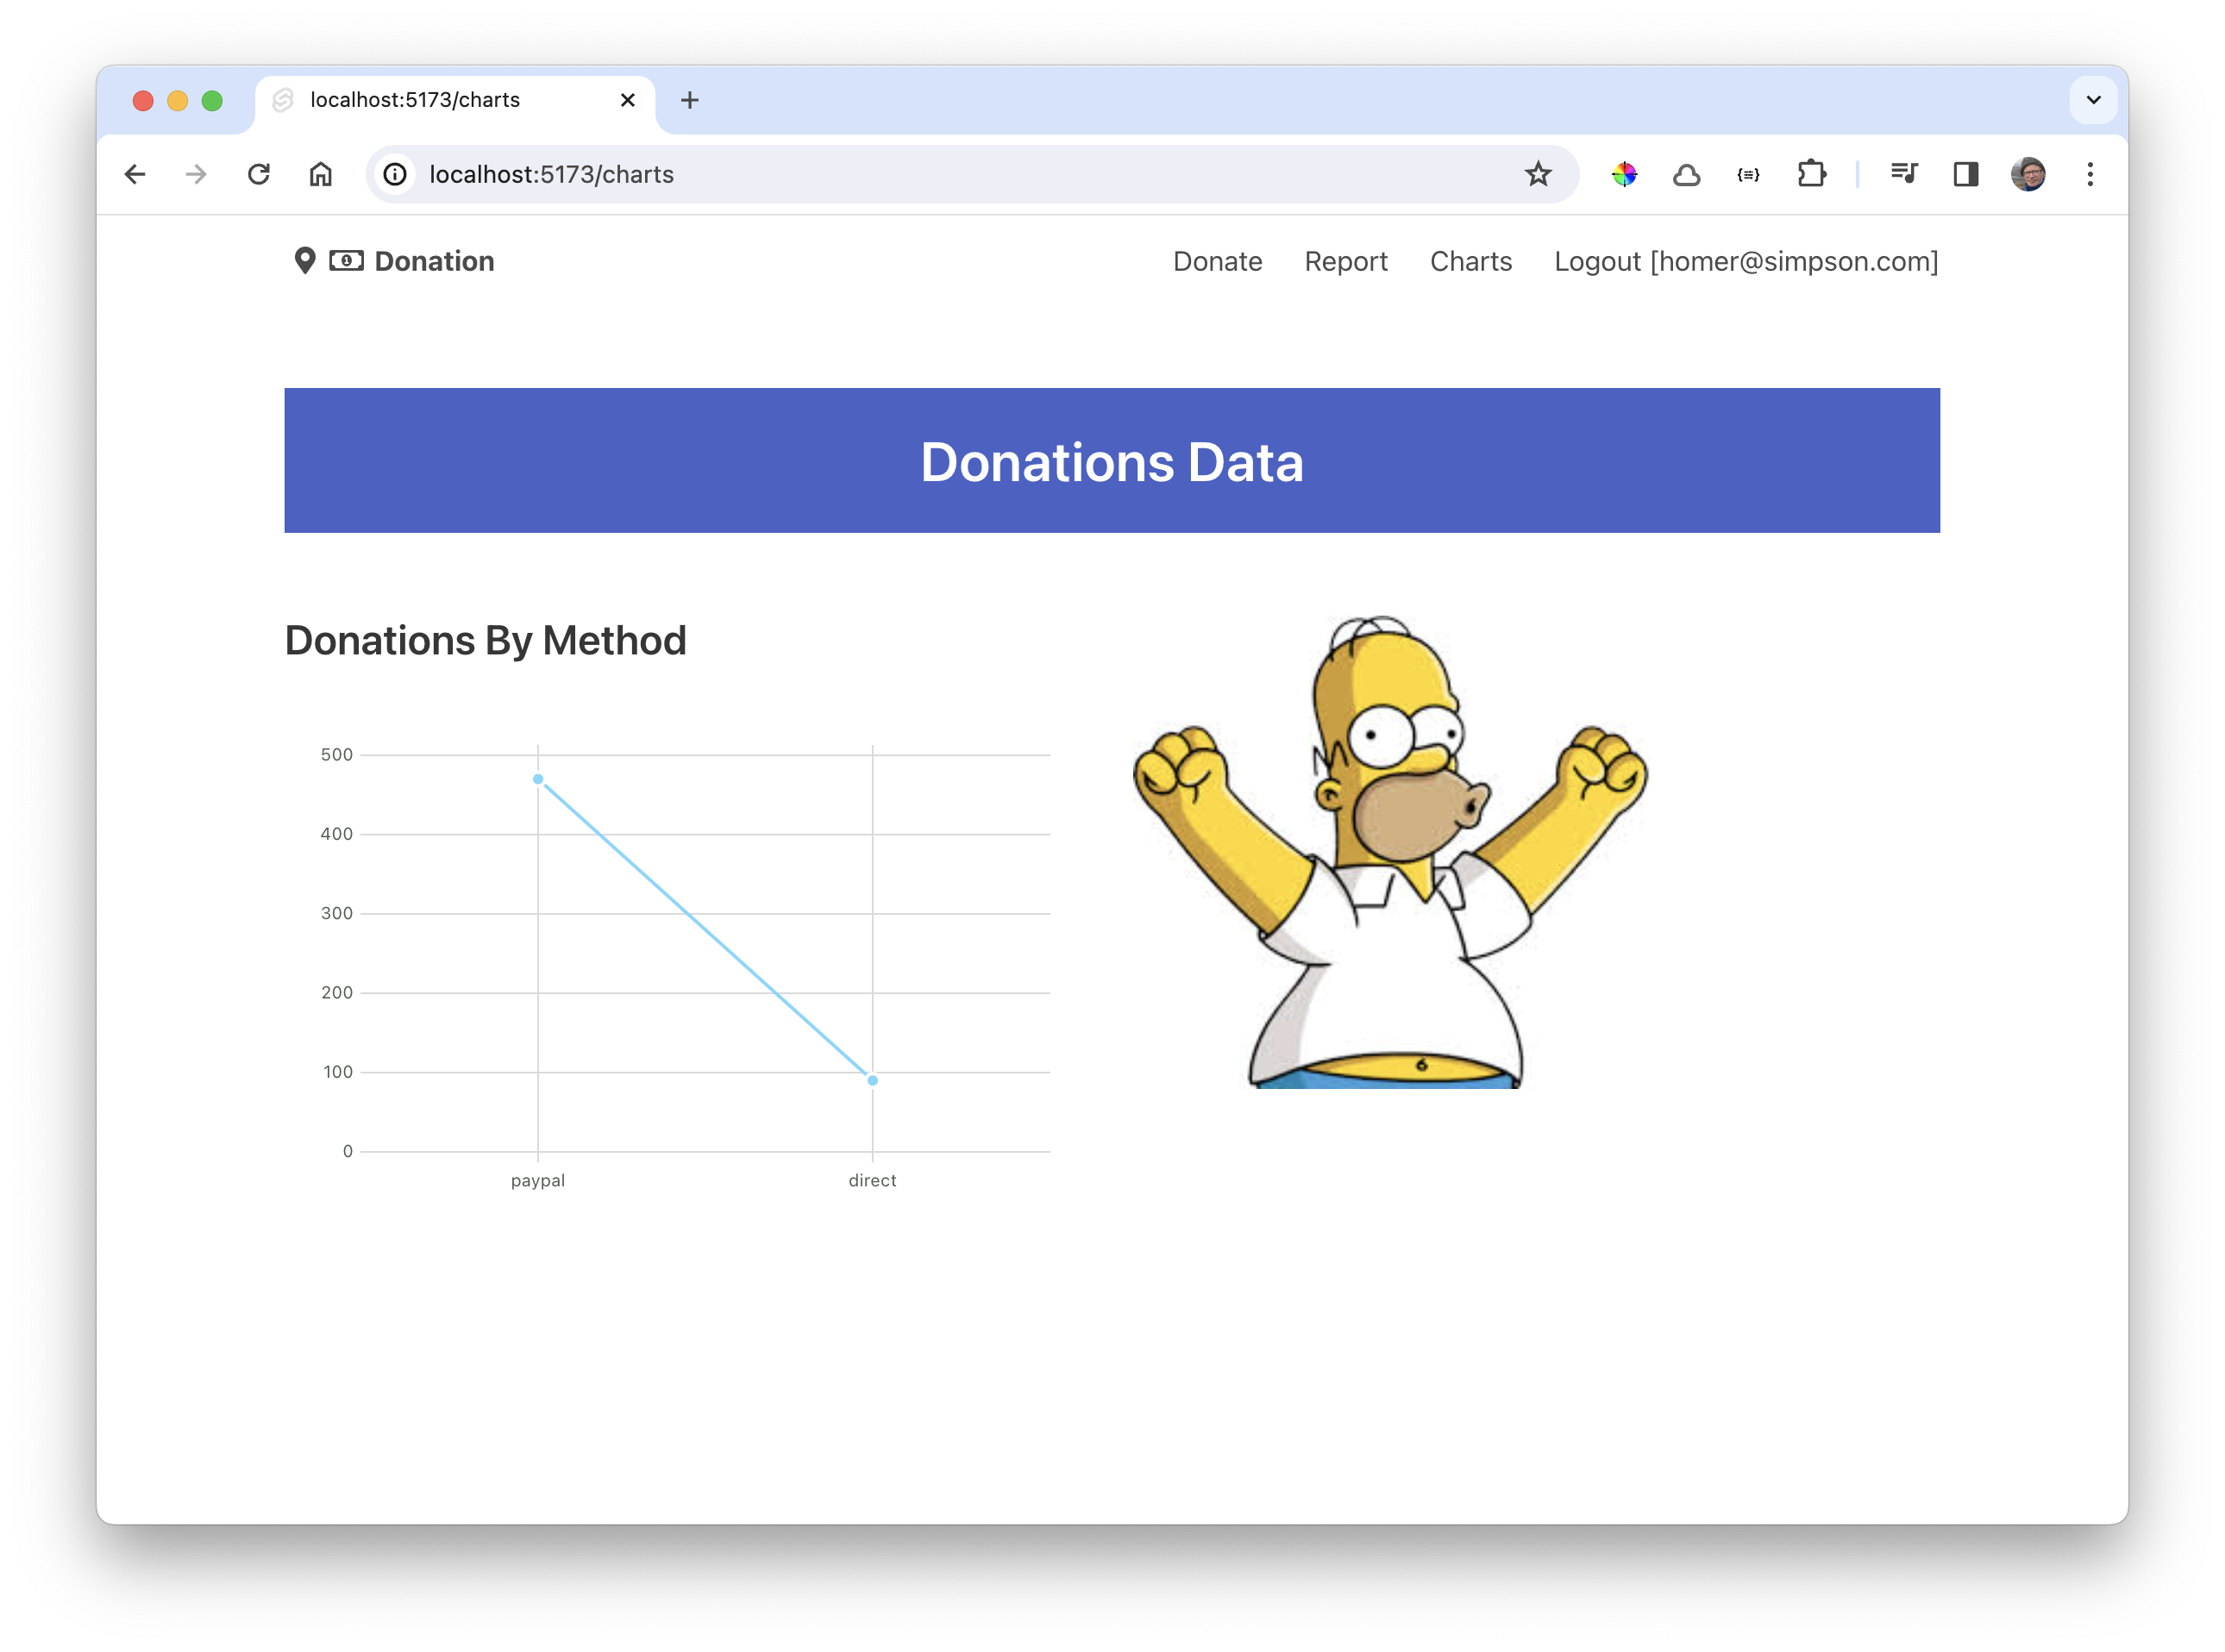 localhost:5173/charts
localhost:5173/charts
Donation
Donate Report Charts Logout [homer@simpson.com]
Donations Data
Donations By Method
500
400
300
200
100
0
paypal direct